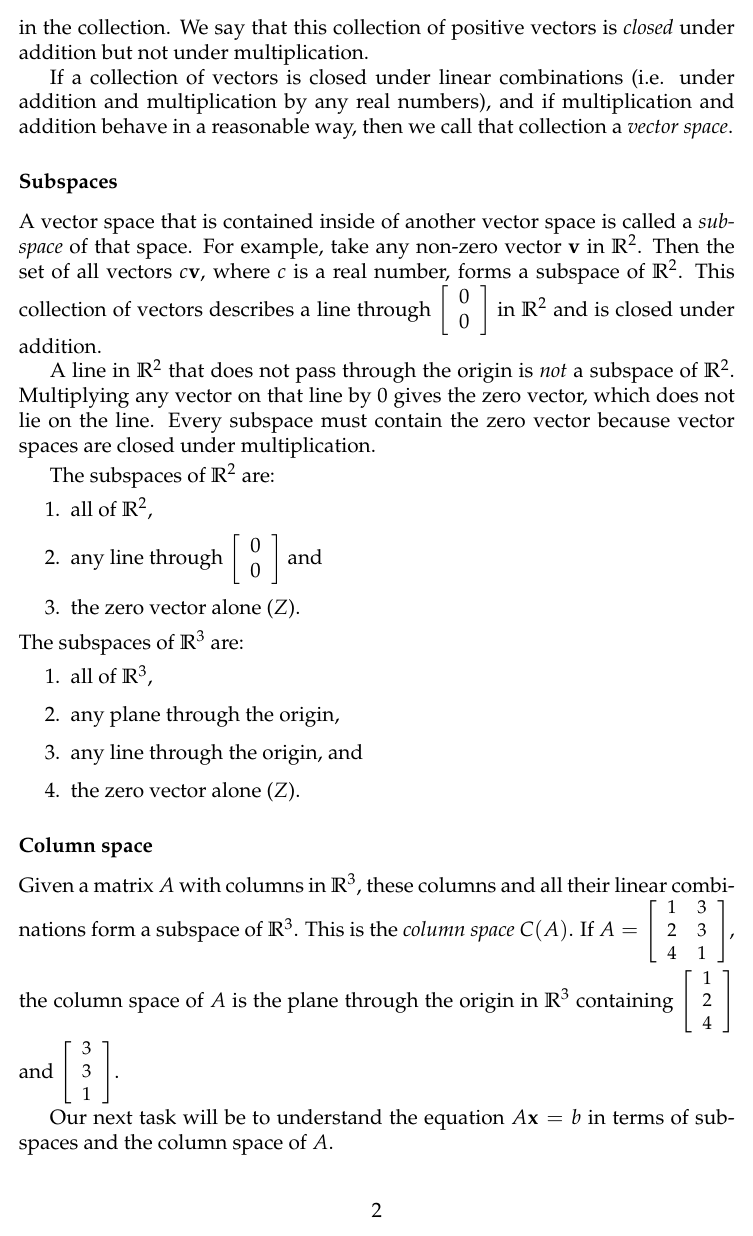 in the collection. We say that this collection of positive vectors is closed under
addition but not under multiplication.
If a collection of vectors is closed under linear combinations (i.e. under
addition and multiplication by any real numbers), and if multiplication and
addition behave in a reasonable way, then we call that collection a vector space.
Subspaces
A vector space that is contained inside of another vector space is called a sub-
space of that space. For example, take any non-zero vector v in ℝ². Then the
set of all vectors cv, where c is a real number, forms a subspace of ℝ². This
collection of vectors describes a line through [ 0 ; 0 ] in ℝ² and is closed under
addition.
A line in ℝ² that does not pass through the origin is not a subspace of ℝ².
Multiplying any vector on that line by 0 gives the zero vector, which does not
lie on the line. Every subspace must contain the zero vector because vector
spaces are closed under multiplication.
The subspaces of ℝ² are:
1. all of ℝ²,
2. any line through [ 0 ; 0 ] and
3. the zero vector alone (Z).
The subspaces of ℝ³ are:
1. all of ℝ³,
2. any plane through the origin,
3. any line through the origin, and
4. the zero vector alone (Z).
Column space
Given a matrix A with columns in ℝ³, these columns and all their linear combi-
nations form a subspace of ℝ³. This is the column space C(A). If A = [ 1 3 ; 2 3 ; 4 1 ],
the column space of A is the plane through the origin in ℝ³ containing [ 1 ; 2 ; 4 ]
and [ 3 ; 3 ; 1 ].
Our next task will be to understand the equation Ax = b in terms of sub-
spaces and the column space of A.
2